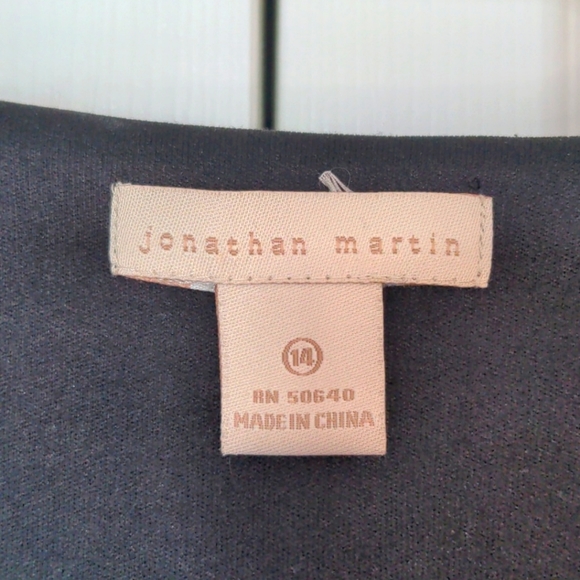 jonathan martin
14
RN 50640
MADE IN CHINA